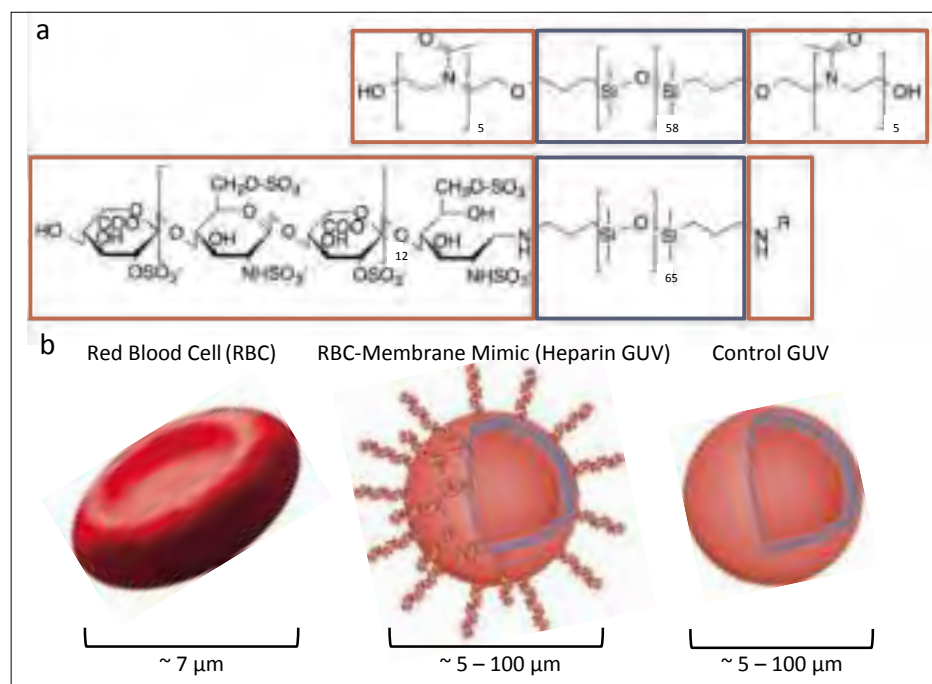 a
HO
N
O
5
O
Si
O
Si
58
O
N
O
5
OH
HO
OH
O
OSO₃⁻
CH₂O-SO₃⁻
O
OH
NHSO₃⁻
O
OH
O
OSO₃⁻
12
CH₂O-SO₃⁻
OH
OH
NHSO₃⁻
N
H
Si
O
Si
65
N
H
R
b
Red Blood Cell (RBC) RBC-Membrane Mimic (Heparin GUV) Control GUV
~ 7 µm ~ 5 – 100 µm ~ 5 – 100 µm